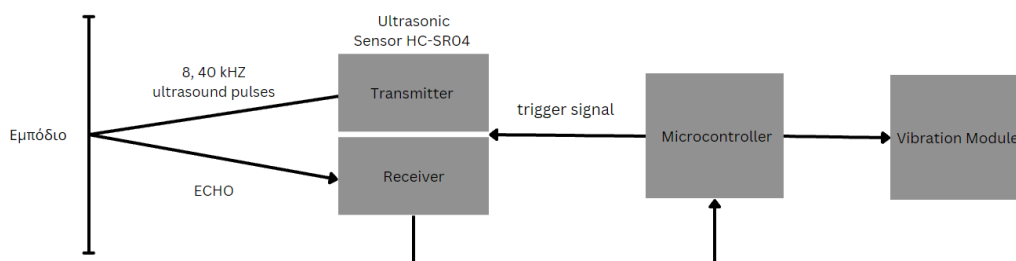 Ultrasonic
Sensor HC-SR04
8, 40 kHZ
ultrasound pulses
Transmitter
trigger signal
Εμπόδιο
Microcontroller
Vibration Module
Receiver
ECHO